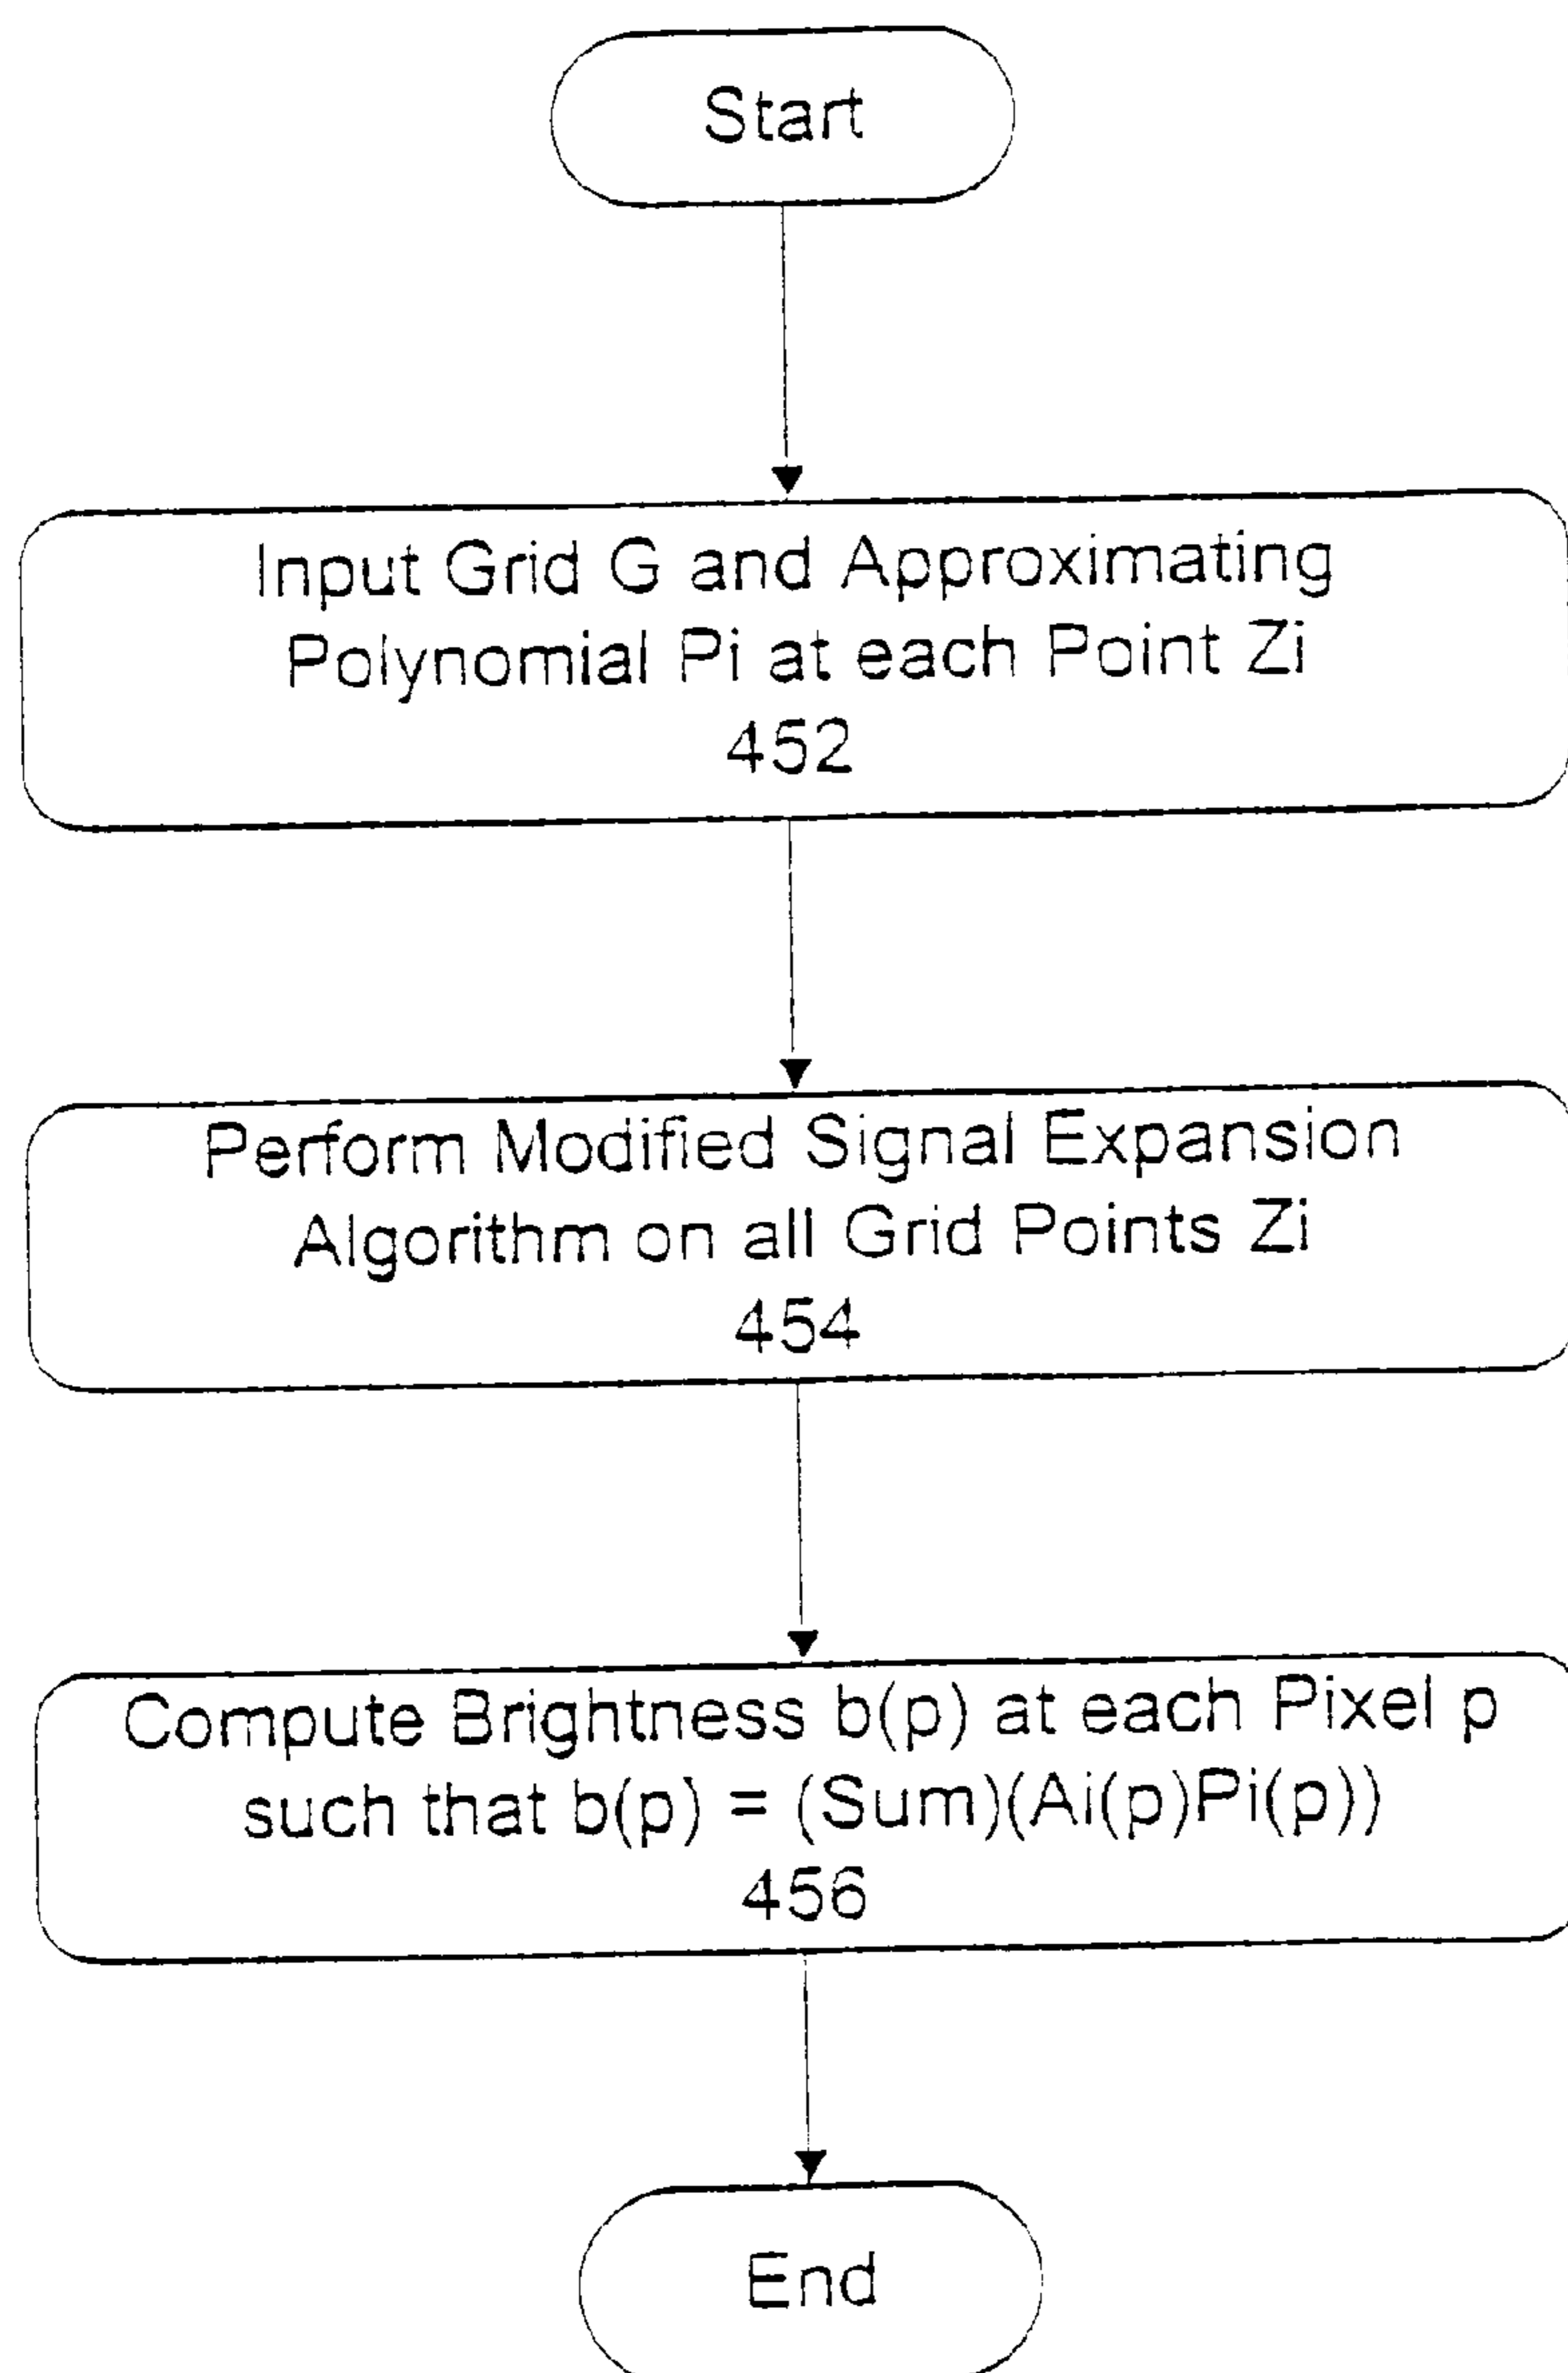 Start
Input Grid G and Approximating
Polynomial Pi at each Point Zi
452
Perform Modified Signal Expansion
Algorithm on all Grid Points Zi
454
Compute Brightness b(p) at each Pixel p
such that b(p) = (Sum)(Ai(p)Pi(p))
456
End